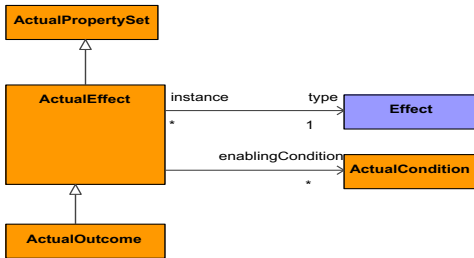 ActualPropertySet
ActualEffect
instance type
Effect
* 1
enablingCondition
ActualCondition
*
ActualOutcome